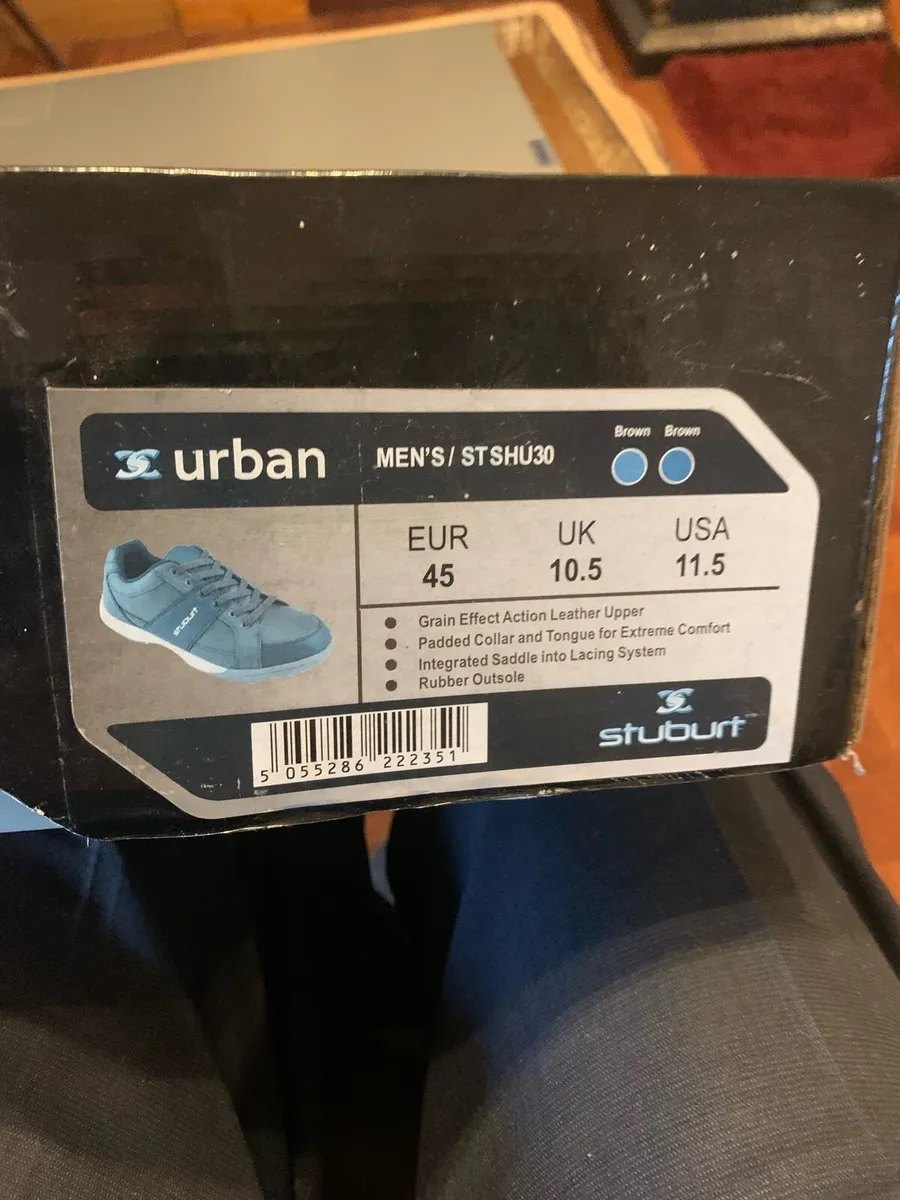 urban
MEN'S / STSHU30
Brown Brown
EUR UK USA
45 10.5 11.5
Grain Effect Action Leather Upper
Padded Collar and Tongue for Extreme Comfort
Integrated Saddle into Lacing System
Rubber Outsole
stuburt
5 055286 222351
stuburt